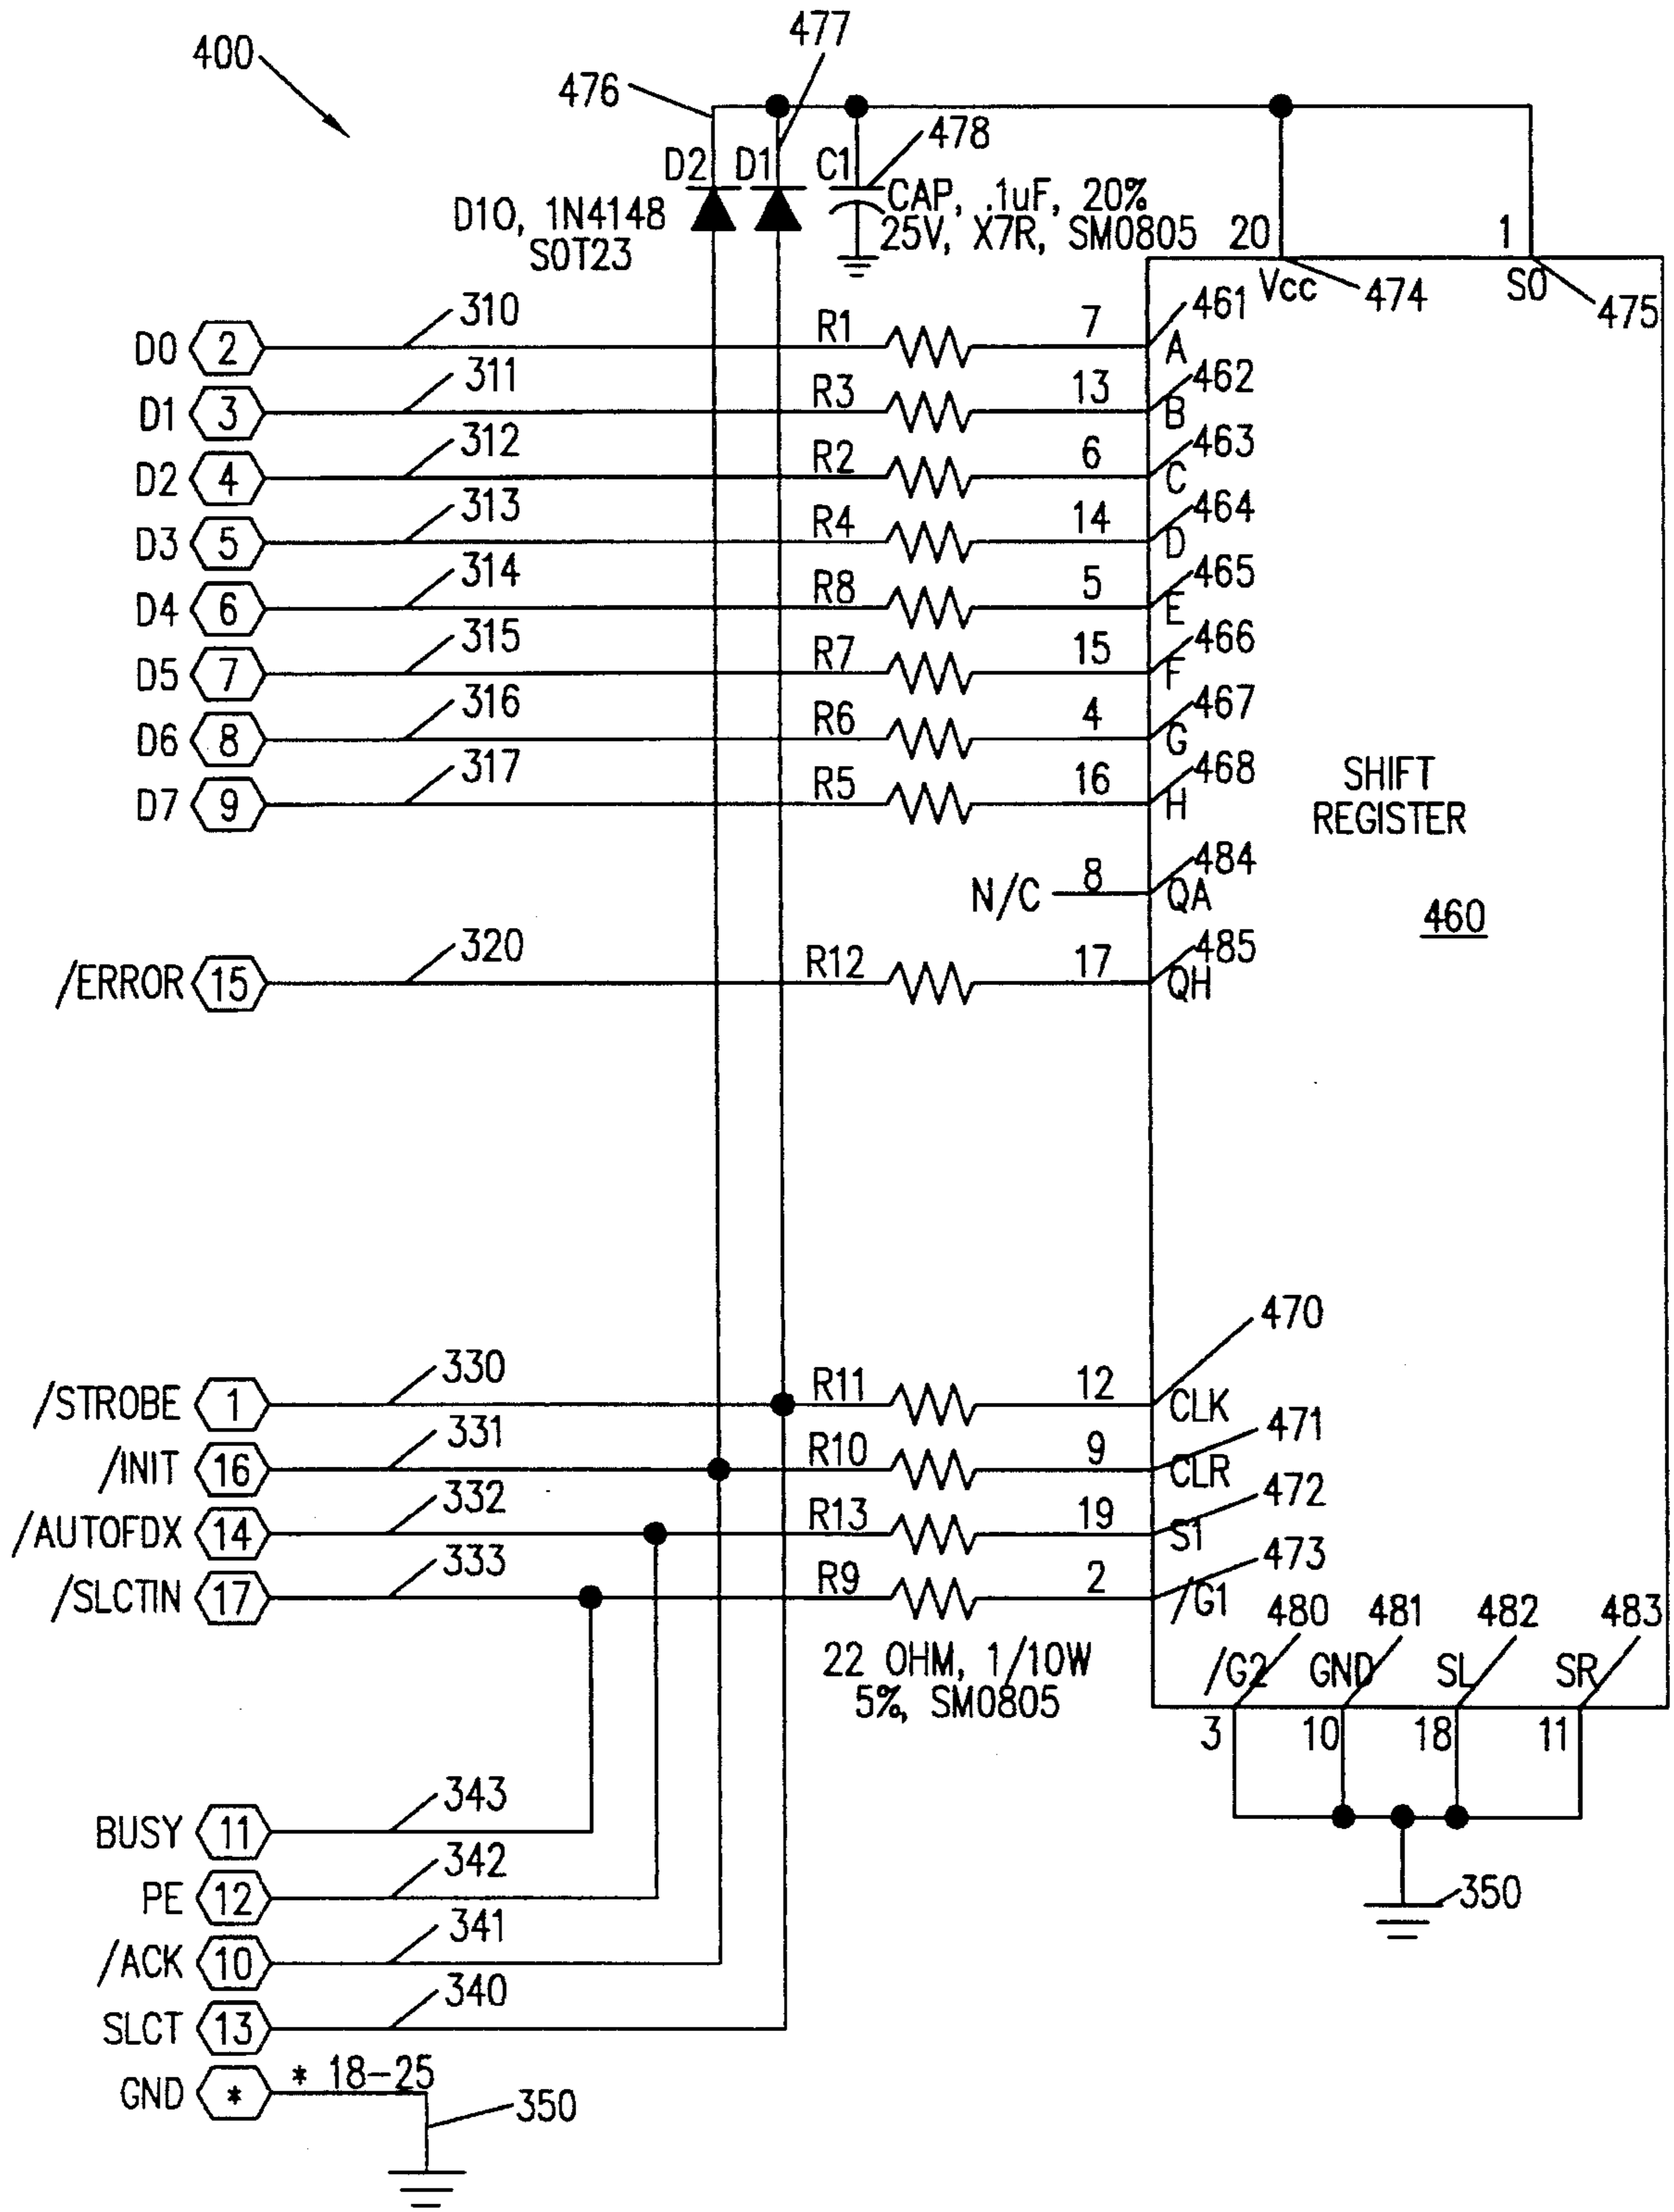 400
477
476
478
D2 D1 C1
D10, 1N4148
SOT23
CAP, .1uF, 20%
25V, X7R, SM0805
20 1
Vcc 474 S0 475
D0 2 310 R1 7 461 A
D1 3 311 R3 13 462 B
D2 4 312 R2 6 463 C
D3 5 313 R4 14 464 D
D4 6 314 R8 5 465 E
D5 7 315 R7 15 466 F
D6 8 316 R6 4 467 G
D7 9 317 R5 16 468 H
SHIFT
REGISTER
460
N/C 8 484 QA
/ERROR 15 320 R12 17 485 QH
/STROBE 1 330 R11 12 470 CLK
/INIT 16 331 R10 9 471 CLR
/AUTOFDX 14 332 R13 19 472 S1
/SLCTIN 17 333 R9 2 473 /G1
22 OHM, 1/10W
5%, SM0805
480 481 482 483
/G2 GND SL SR
3 10 18 11
350
BUSY 11 343
PE 12 342
/ACK 10 341
SLCT 13 340
GND * * 18-25
350